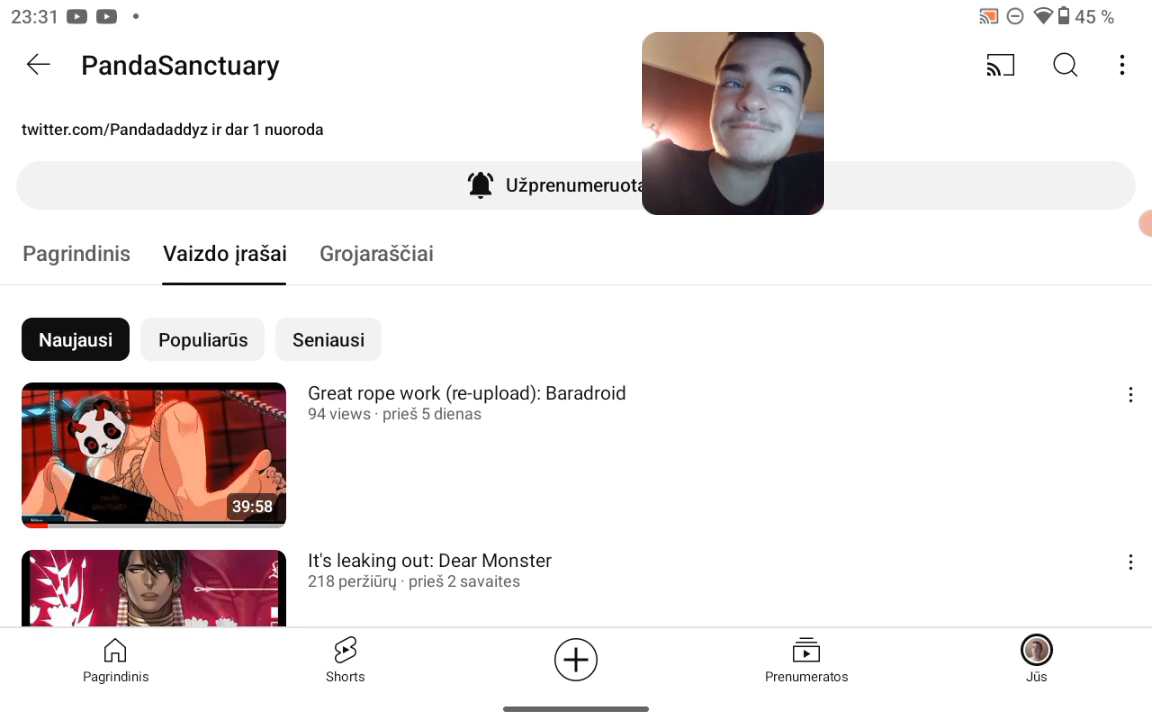 23:31
45 %
PandaSanctuary
twitter.com/Pandadaddyz ir dar 1 nuoroda
Pagrindinis
Vaizdo įrašai
Grojaraščiai
Naujausi
Populiarūs
Seniausi
Great rope work (re-upload): Baradroid
94 views · prieš 5 dienas
39:58
It's leaking out: Dear Monster
218 peržiūrų · prieš 2 savaites
Pagrindinis
Shorts
Prenumeratos
Jūs